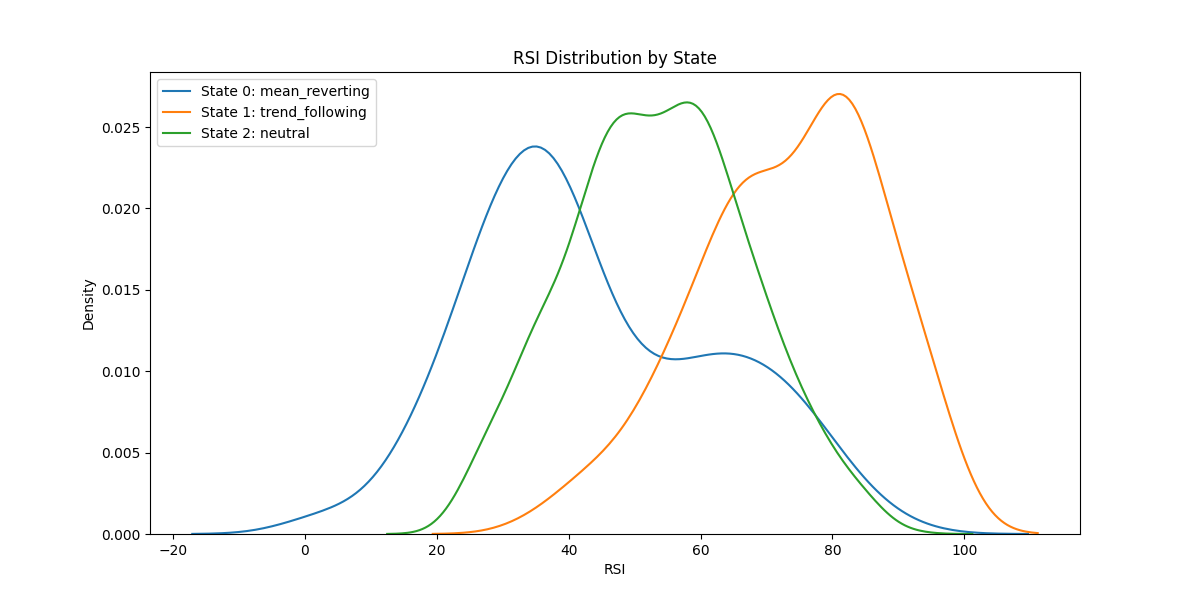 RSI Distribution by State
State 0: mean_reverting
State 1: trend_following
State 2: neutral
Density
0.025
0.020
0.015
0.010
0.005
0.000
−20
0
20
40
60
80
100
RSI